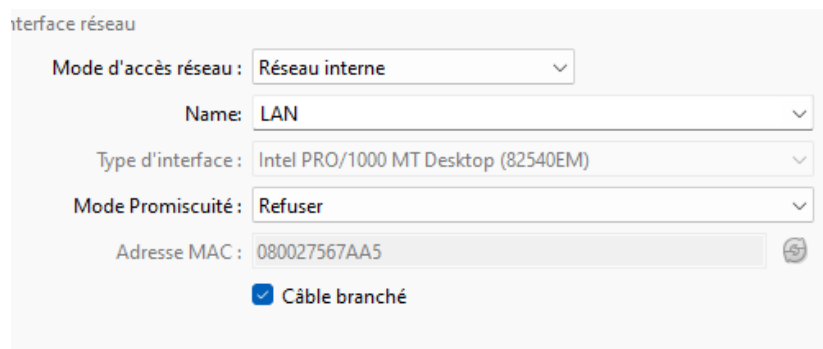 nterface réseau
Mode d'accès réseau : Réseau interne
Name: LAN
Type d'interface : Intel PRO/1000 MT Desktop (82540EM)
Mode Promiscuité : Refuser
Adresse MAC : 080027567AA5
Câble branché